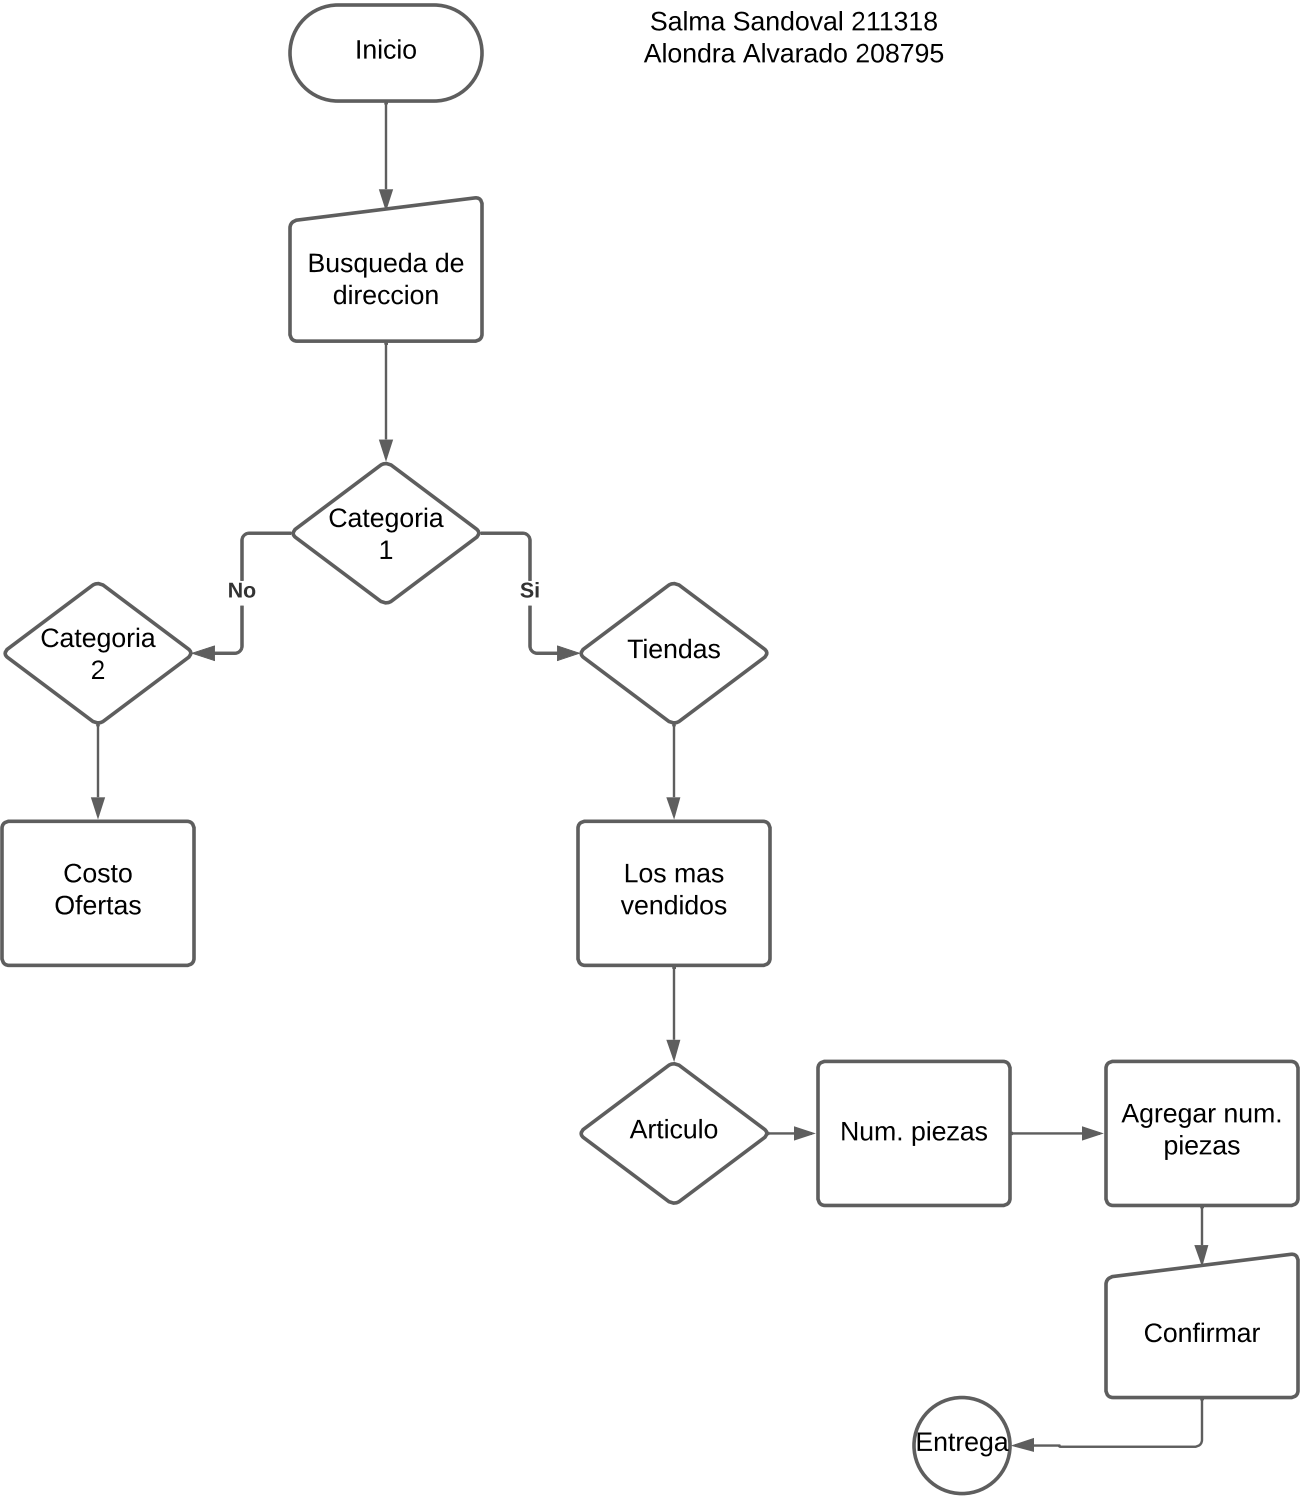 Salma Sandoval 211318
Alondra Alvarado 208795
Inicio
Busqueda de
direccion
Categoria
1
No
Si
Categoria
2
Tiendas
Costo
Ofertas
Los mas
vendidos
Articulo
Num. piezas
Agregar num.
piezas
Confirmar
Entrega